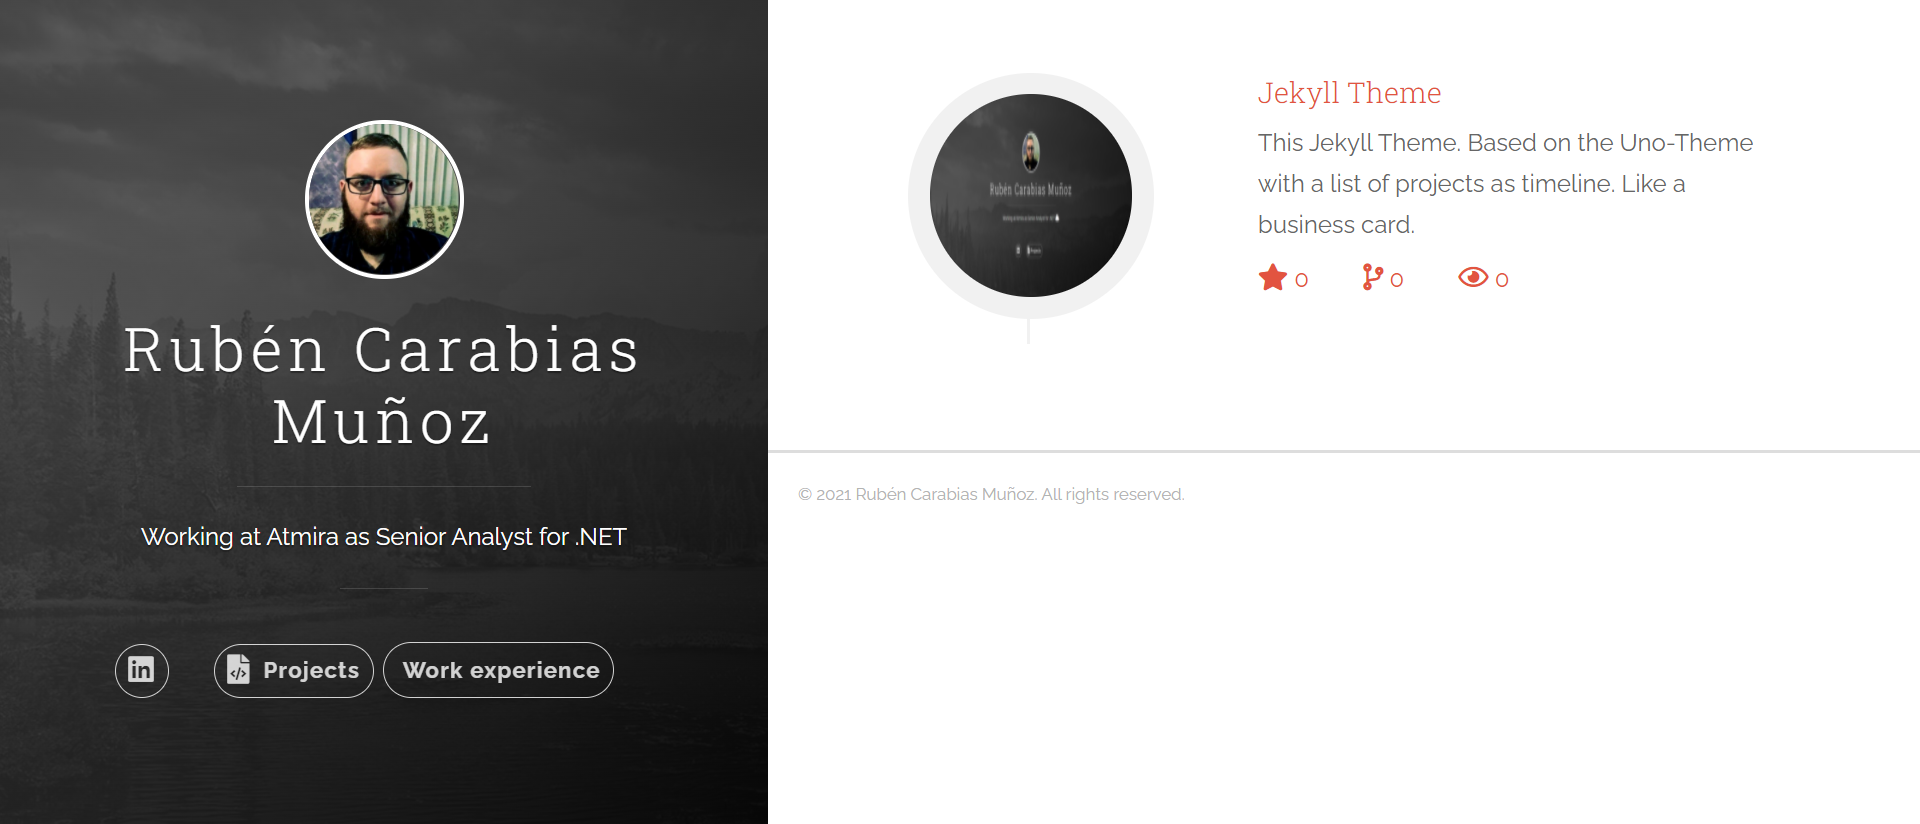 Rubén Carabias
Muñoz
Working at Atmira as Senior Analyst for .NET
in
Projects
Work experience
Rubén Carabias Muñoz
Jekyll Theme
This Jekyll Theme. Based on the Uno-Theme
with a list of projects as timeline. Like a
business card.
0 0 0
© 2021 Rubén Carabias Muñoz. All rights reserved.